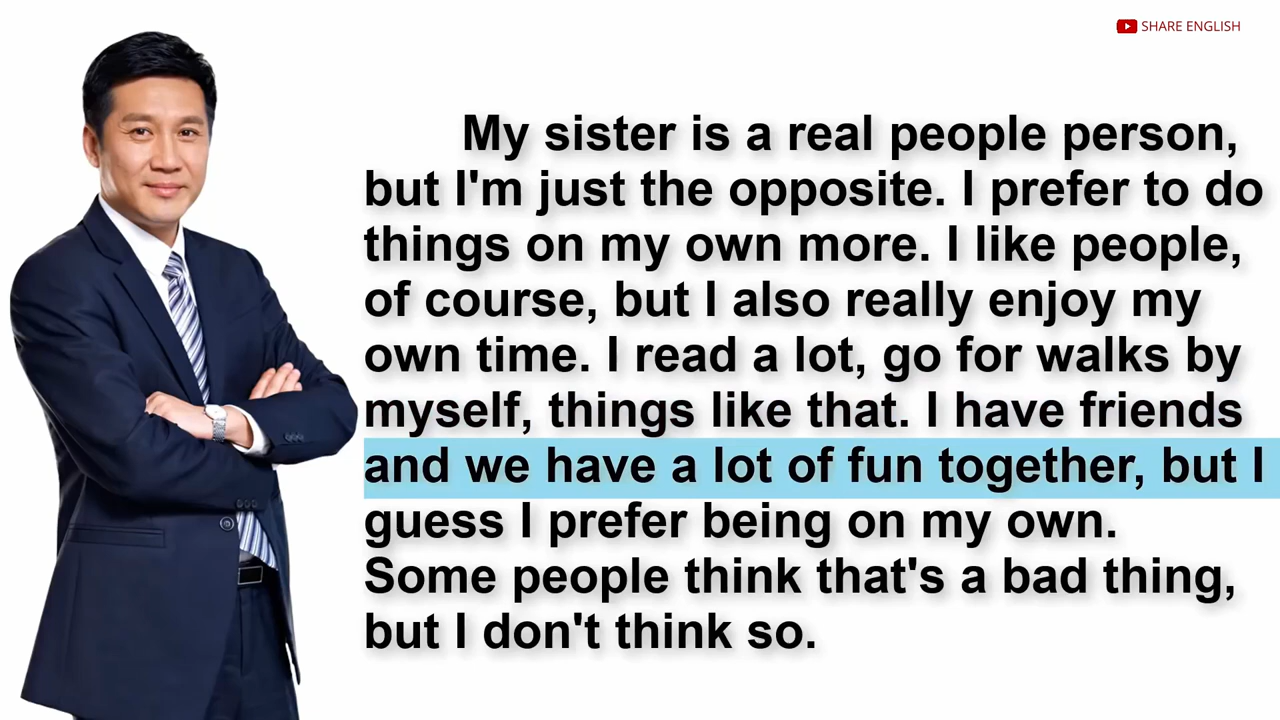 SHARE ENGLISH
My sister is a real people person,
but I'm just the opposite. I prefer to do
things on my own more. I like people,
of course, but I also really enjoy my
own time. I read a lot, go for walks by
myself, things like that. I have friends
and we have a lot of fun together, but I
guess I prefer being on my own.
Some people think that's a bad thing,
but I don't think so.